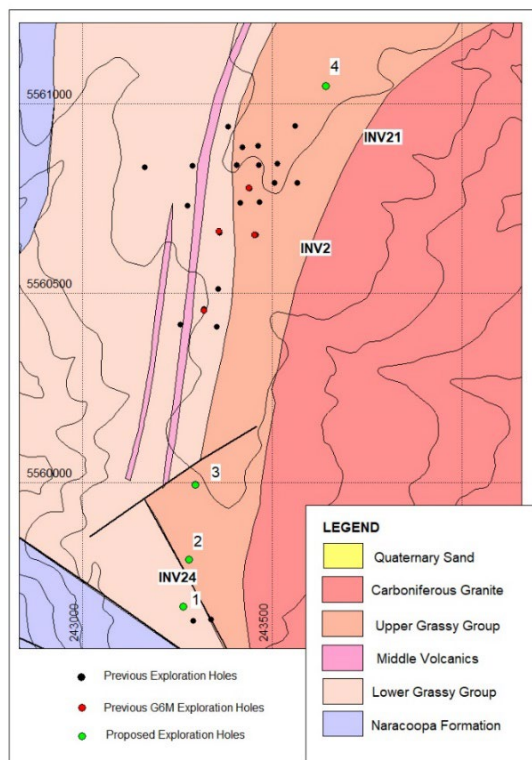 4
5561000
INV21
INV2
5560500
3
5560000
2
INV24
1
243000
243500
LEGEND
Quaternary Sand
Carboniferous Granite
Upper Grassy Group
Middle Volcanics
Lower Grassy Group
Naracoopa Formation
Previous Exploration Holes
Previous G6M Exploration Holes
Proposed Exploration Holes